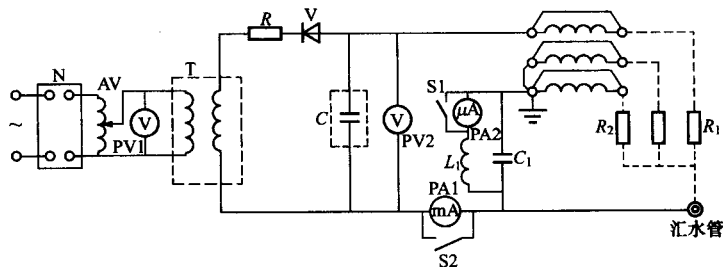 R V
N
AV
T
S1
~
V
PV1
C
V
PV2
μA
PA2
L₁
C₁
R₂
R₁
PA1
mA
S2
汇水管